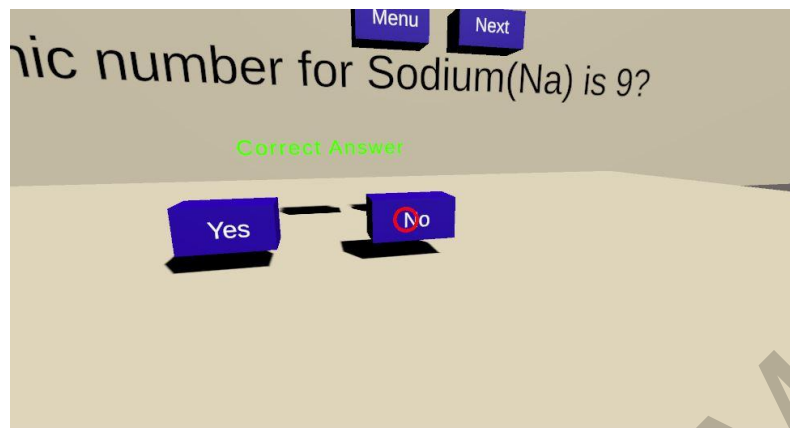 Menu
Next
nic number for Sodium(Na) is 9?
Correct Answer
Yes
No